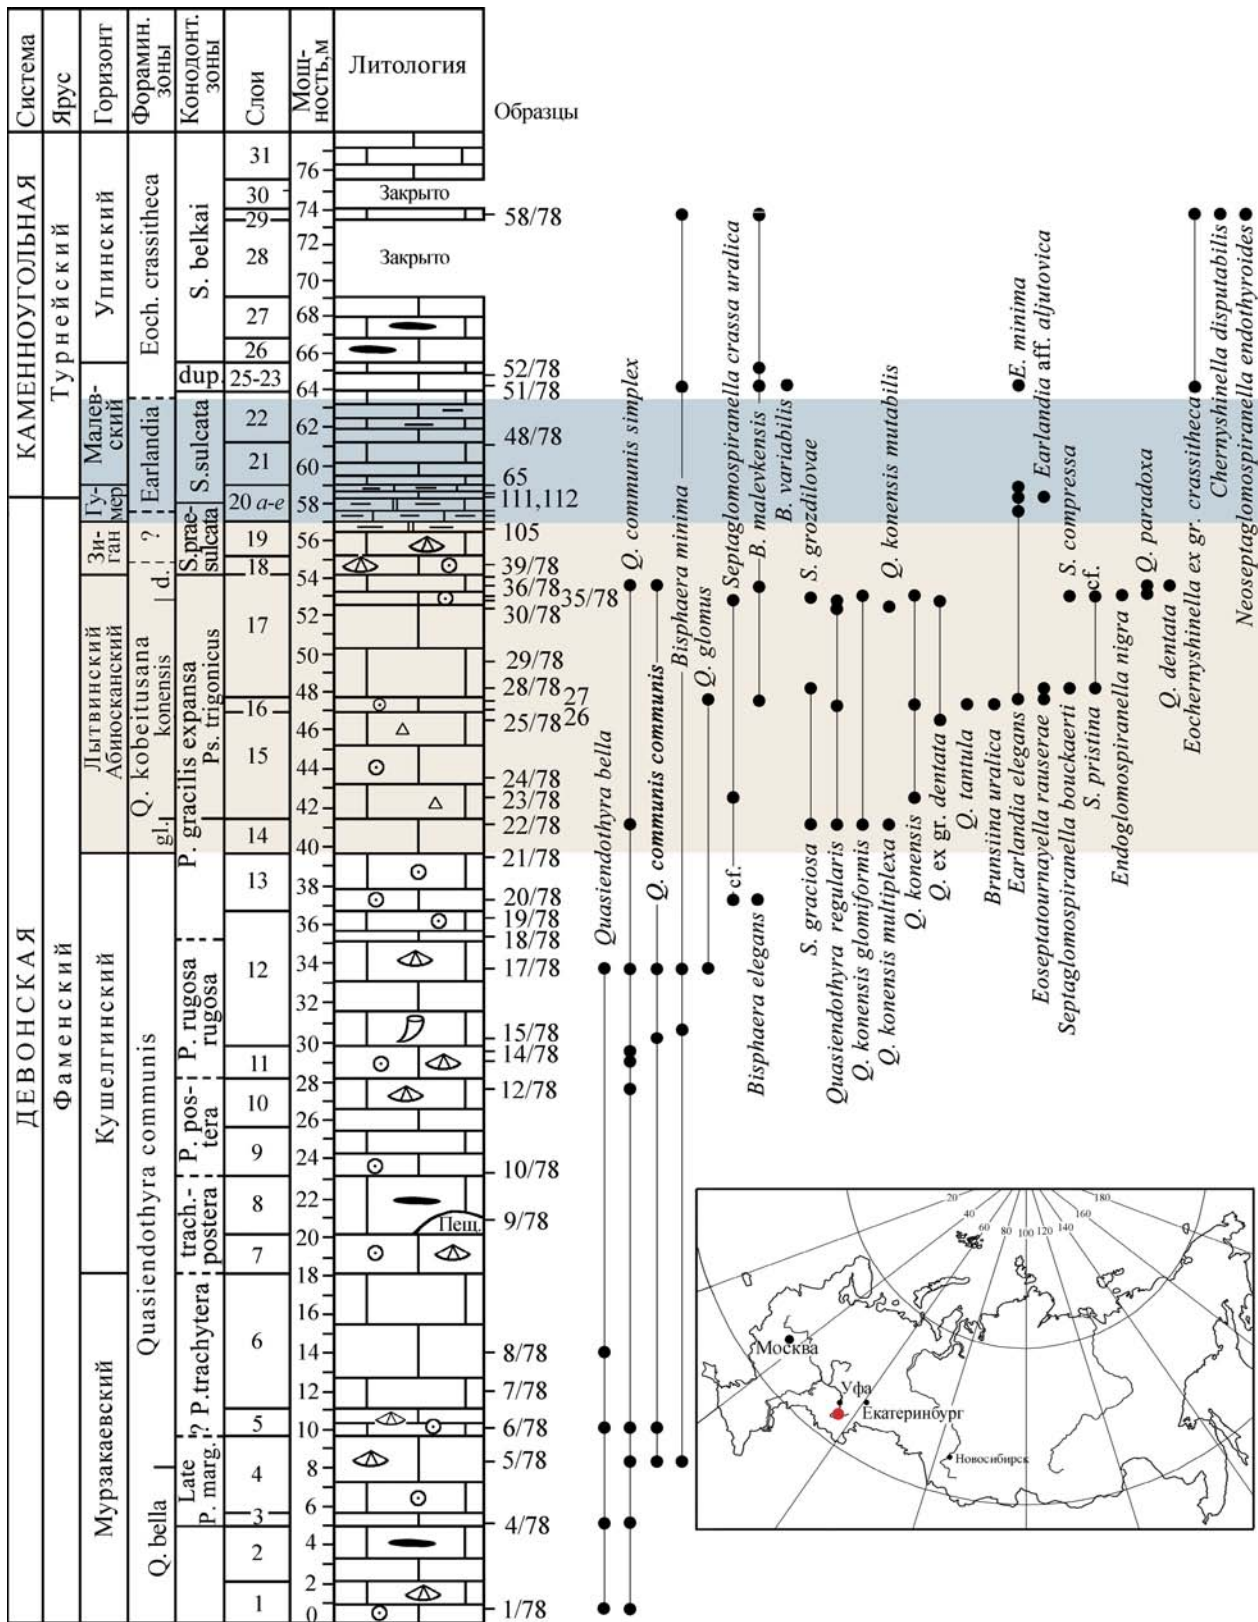 Система
Ярус
Горизонт
Форамин. зоны
Конодонт. зоны
Слои
Мощ-
ность,м
Литология
Образцы
КАМЕННОУГОЛЬНАЯ
ДЕВОНСКАЯ
Турнейский
Фаменский
Упинский
Малев-
ский
Гу-
мер
Зи-
ган
Лытвинский
Абиюсканский
Кушелгинский
Мурзакаевский
Eoch. crassitheca
Earlandia
?
d.
Q. kobeitusana
konensis
gl.
Quasiendothyra communis
Q. bella
S. belkai
dup.
S.sulcata
S.prae-
sulcata
P. gracilis expansa
Ps. trigonicus
P. rugosa
rugosa
P. pos-
tera
trach.-
postera
P.trachytera
?
Late
P. marg.
31
30
29
28
27
26
25-23
22
21
20 a-e
19
18
17
16
15
14
13
12
11
10
9
8
7
6
5
4
3
2
1
76
74
72
70
68
66
64
62
60
58
56
54
52
50
48
46
44
42
40
38
36
34
32
30
28
26
24
22
20
18
16
14
12
10
8
6
4
2
0
Закрыто
Закрыто
Пещ.
58/78
52/78
51/78
48/78
65
111,112
105
39/78
36/78
35/78
30/78
29/78
28/78
27
26
25/78
24/78
23/78
22/78
21/78
20/78
19/78
18/78
17/78
15/78
14/78
12/78
10/78
9/78
8/78
7/78
6/78
5/78
4/78
1/78
Quasiendothyra bella
Q. communis simplex
Q. communis communis
Bisphaera minima
Q. glomus
Septaglomospiranella crassa uralica
cf.
Bisphaera elegans
B. malevkensis
B. variabilis
S. grozdilovae
S. graciosa
Quasiendothyra regularis
Q. konensis glomiformis
Q. konensis multiplexa
Q. konensis mutabilis
Q. konensis
Q. ex gr. dentata
Q. tantula
Brunsiina uralica
Earlandia elegans
E. minima
Eoseptatournayella rauserae
Earlandia aff. aljutovica
Septaglomospiranella bouckaerti
S. compressa
S. pristina
cf.
Endoglomospiranella nigra
Q. paradoxa
Q. dentata
Eochernyshinella ex gr. crassitheca
Chernyshinella disputabilis
Neoseptaglomospiranella endothyroides
20
40
60
80
100
120
140
160
180
Москва
Уфа
Екатеринбург
Новосибирск